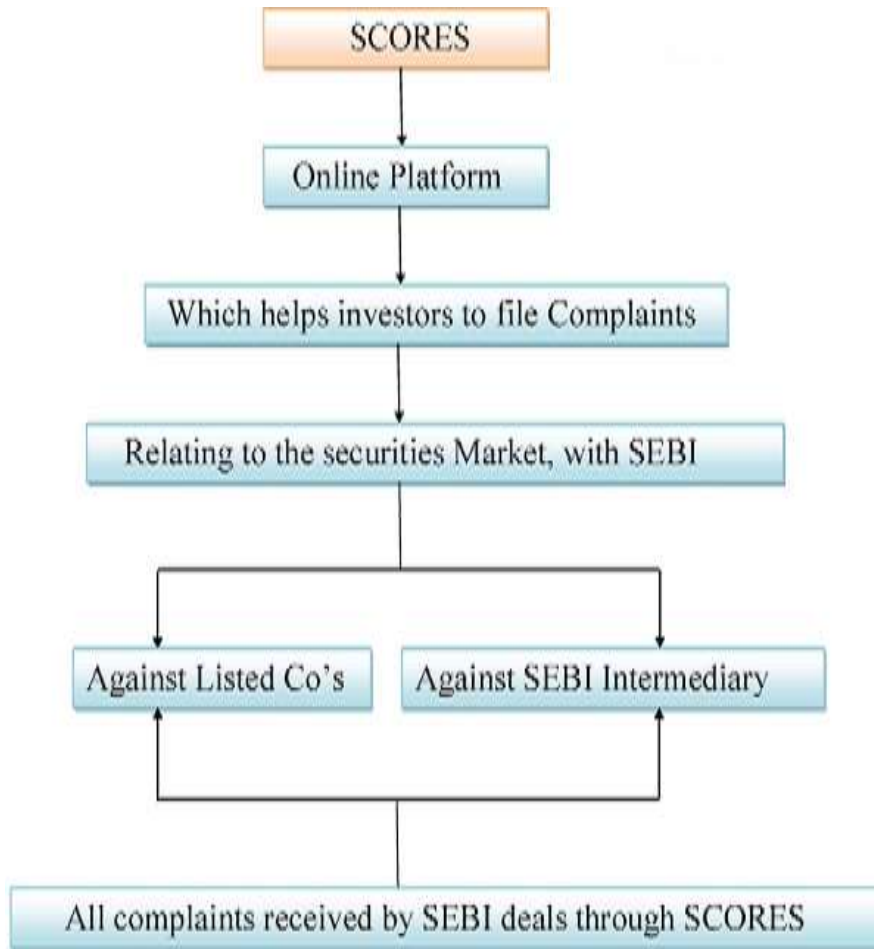 SCORES
Online Platform
Which helps investors to file Complaints
Relating to the securities Market, with SEBI
Against Listed Co's
Against SEBI Intermediary
All complaints received by SEBI deals through SCORES